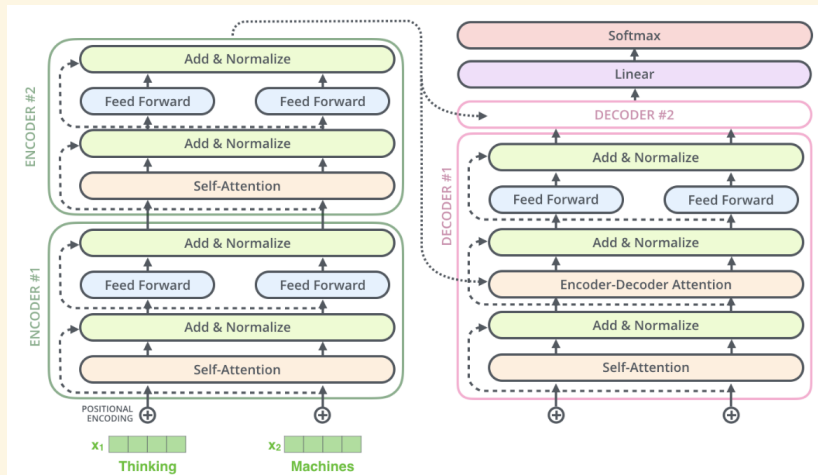 ENCODER #2
Add & Normalize
Feed Forward
Feed Forward
Add & Normalize
Self-Attention
ENCODER #1
Add & Normalize
Feed Forward
Feed Forward
Add & Normalize
Self-Attention
POSITIONAL
ENCODING
x₁
x₂
Thinking
Machines
Softmax
Linear
DECODER #2
DECODER #1
Add & Normalize
Feed Forward
Feed Forward
Add & Normalize
Encoder-Decoder Attention
Add & Normalize
Self-Attention